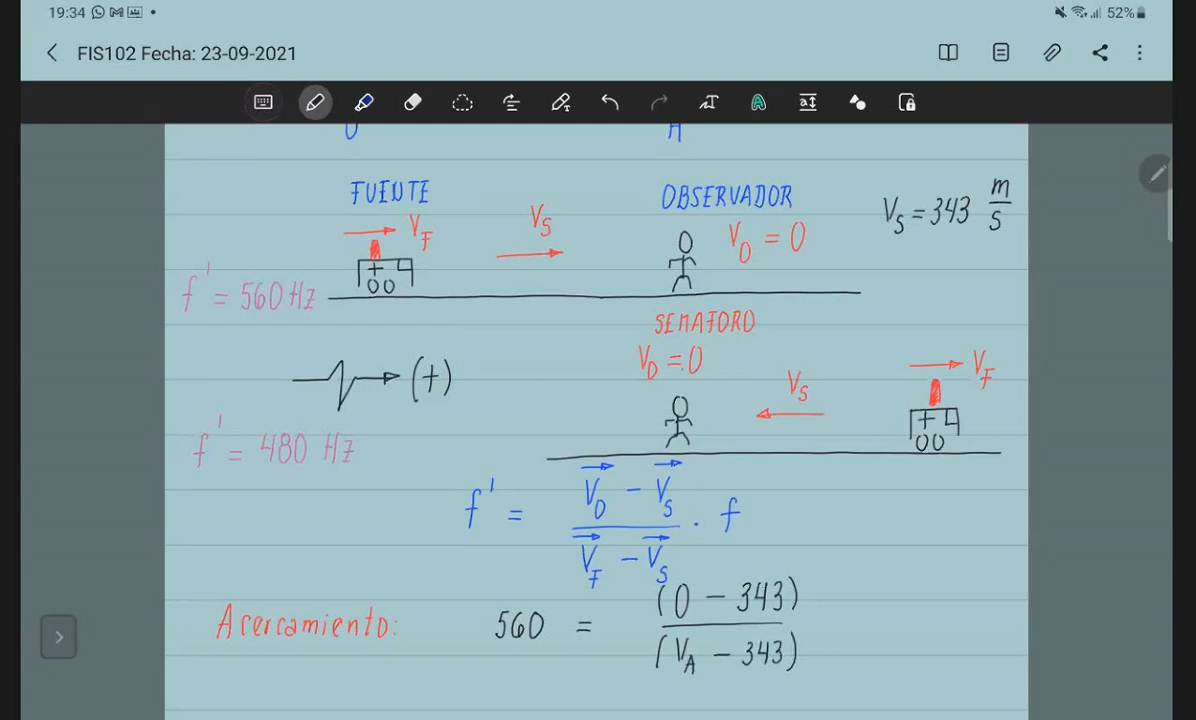 19:34 52%
FIS102 Fecha: 23-09-2021
FUENTE OBSERVADOR V_S = 343 m/s
V_F V_S V_O = 0
f' = 560 Hz
SEMAFORO
V_O = 0 V_F
(+) V_S
f' = 480 Hz
f' = (V_O − V_S)/(V_F − V_S) · f
Acercamiento: 560 = (0 − 343)/(V_A − 343)